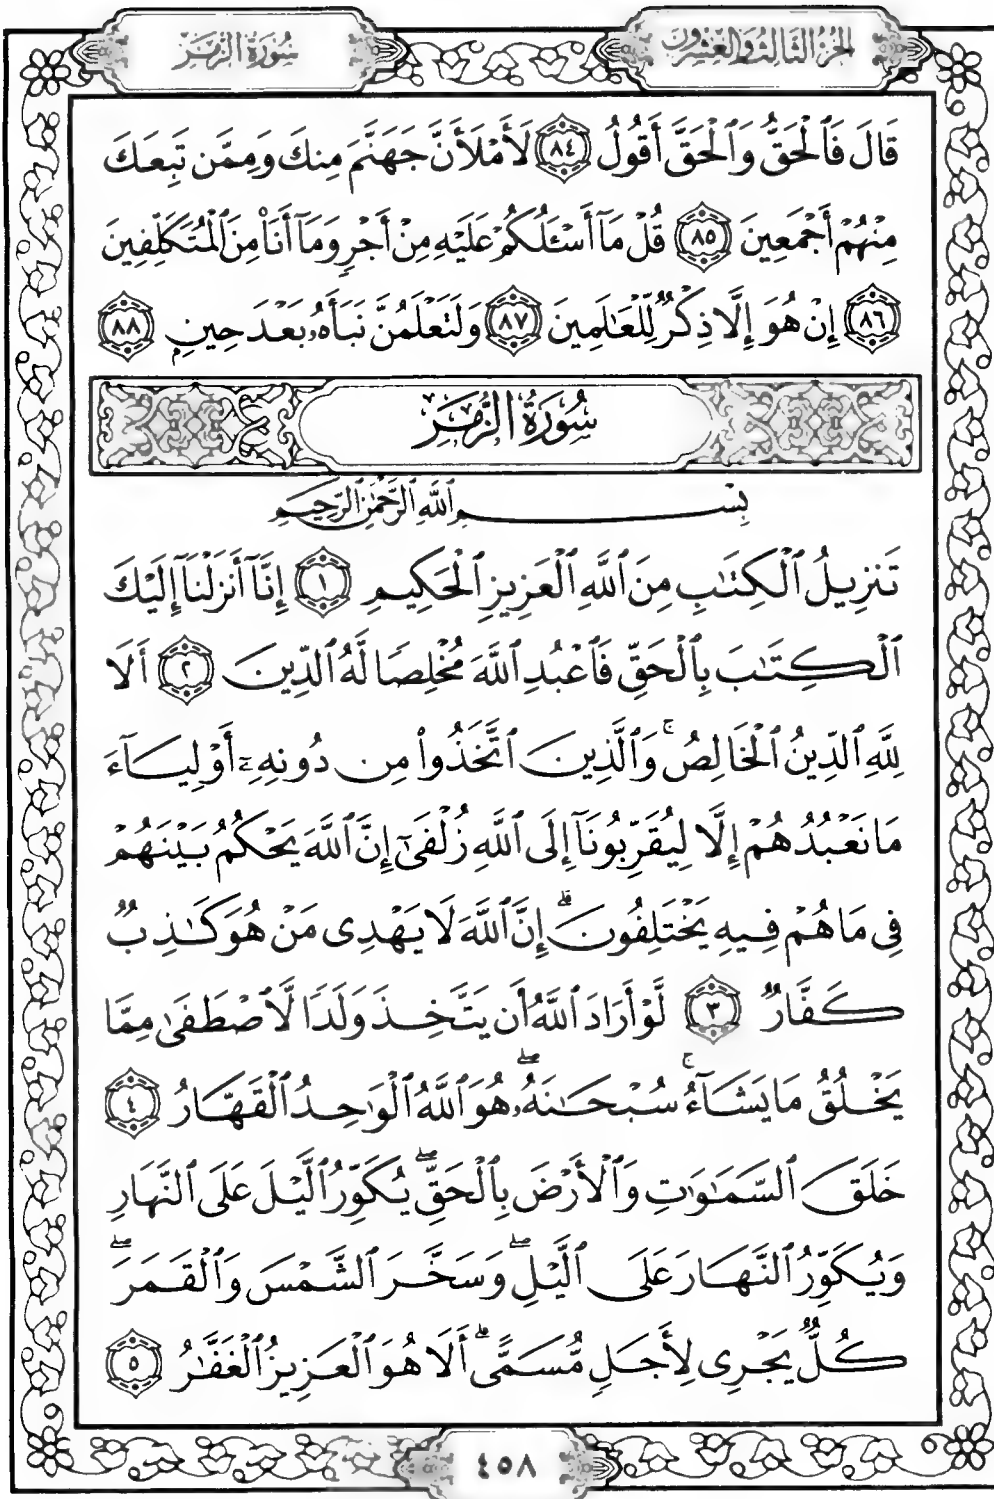 الجزء الثالث والعشرون
سورة الزمر
قَالَ فَٱلْحَقُّ وَٱلْحَقَّ أَقُولُ ٨٤ لَأَمْلَأَنَّ جَهَنَّمَ مِنكَ وَمِمَّن تَبِعَكَ
مِنْهُمْ أَجْمَعِينَ ٨٥ قُلْ مَآ أَسْـَٔلُكُمْ عَلَيْهِ مِنْ أَجْرٍ وَمَآ أَنَا۠ مِنَ ٱلْمُتَكَلِّفِينَ
٨٦ إِنْ هُوَ إِلَّا ذِكْرٌ لِّلْعَـٰلَمِينَ ٨٧ وَلَتَعْلَمُنَّ نَبَأَهُۥ بَعْدَ حِينٍ ٨٨
سُورَةُ الزُّمَرِ
بِسْمِ ٱللَّهِ ٱلرَّحْمَـٰنِ ٱلرَّحِيمِ
تَنزِيلُ ٱلْكِتَـٰبِ مِنَ ٱللَّهِ ٱلْعَزِيزِ ٱلْحَكِيمِ ١ إِنَّآ أَنزَلْنَآ إِلَيْكَ
ٱلْكِتَـٰبَ بِٱلْحَقِّ فَٱعْبُدِ ٱللَّهَ مُخْلِصًا لَّهُ ٱلدِّينَ ٢ أَلَا
لِلَّهِ ٱلدِّينُ ٱلْخَالِصُ ۚ وَٱلَّذِينَ ٱتَّخَذُوا۟ مِن دُونِهِۦٓ أَوْلِيَآءَ
مَا نَعْبُدُهُمْ إِلَّا لِيُقَرِّبُونَآ إِلَى ٱللَّهِ زُلْفَىٰٓ إِنَّ ٱللَّهَ يَحْكُمُ بَيْنَهُمْ
فِى مَا هُمْ فِيهِ يَخْتَلِفُونَ ۗ إِنَّ ٱللَّهَ لَا يَهْدِى مَنْ هُوَ كَـٰذِبٌ
كَفَّارٌ ٣ لَّوْ أَرَادَ ٱللَّهُ أَن يَتَّخِذَ وَلَدًا لَّٱصْطَفَىٰ مِمَّا
يَخْلُقُ مَا يَشَآءُ ۚ سُبْحَـٰنَهُۥ ۖ هُوَ ٱللَّهُ ٱلْوَٰحِدُ ٱلْقَهَّارُ ٤
خَلَقَ ٱلسَّمَـٰوَٰتِ وَٱلْأَرْضَ بِٱلْحَقِّ ۖ يُكَوِّرُ ٱلَّيْلَ عَلَى ٱلنَّهَارِ
وَيُكَوِّرُ ٱلنَّهَارَ عَلَى ٱلَّيْلِ ۖ وَسَخَّرَ ٱلشَّمْسَ وَٱلْقَمَرَ ۖ
كُلٌّ يَجْرِى لِأَجَلٍ مُّسَمًّى ۗ أَلَا هُوَ ٱلْعَزِيزُ ٱلْغَفَّـٰرُ ٥
٤٥٨